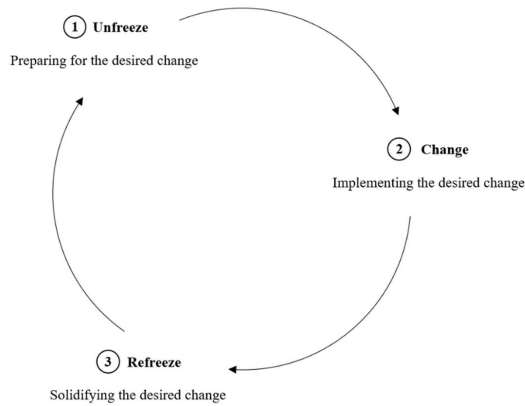 1 Unfreeze
Preparing for the desired change
2 Change
Implementing the desired change
3 Refreeze
Solidifying the desired change